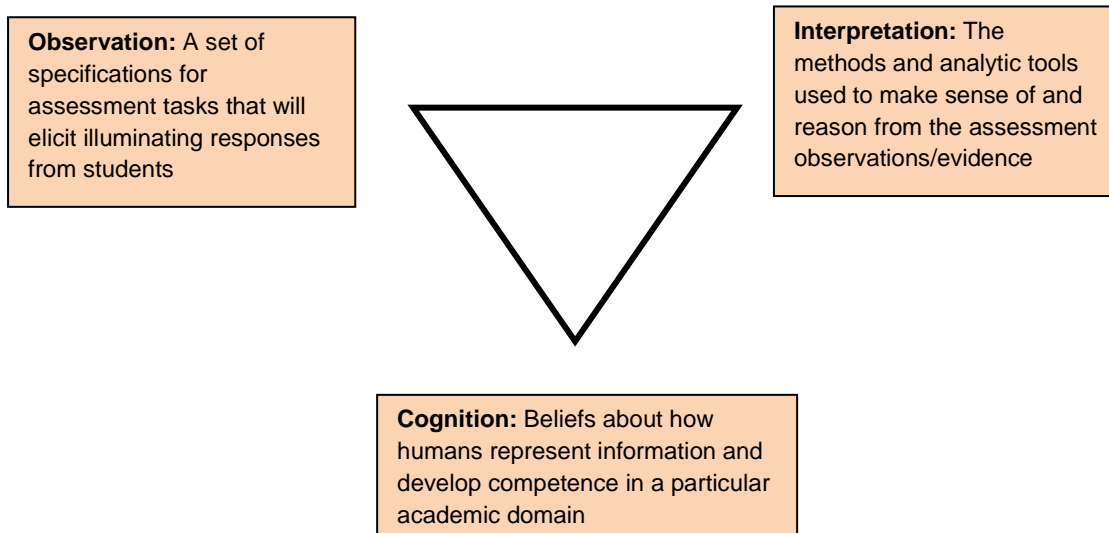 Observation: A set of
specifications for
assessment tasks that will
elicit illuminating responses
from students
Interpretation: The
methods and analytic tools
used to make sense of and
reason from the assessment
observations/evidence
Cognition: Beliefs about how
humans represent information and
develop competence in a particular
academic domain